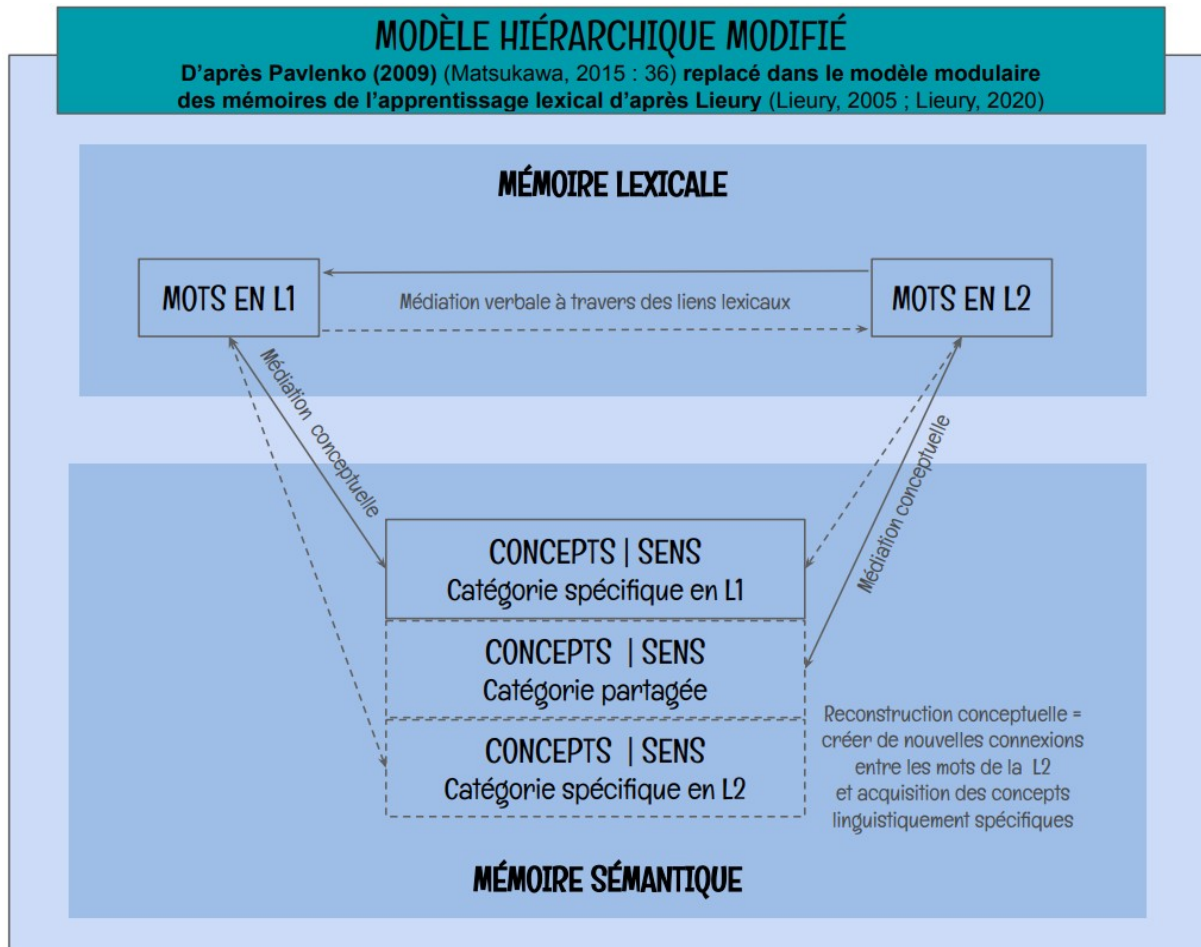 MODÈLE HIÉRARCHIQUE MODIFIÉ
D'après Pavlenko (2009) (Matsukawa, 2015 : 36) replacé dans le modèle modulaire
des mémoires de l'apprentissage lexical d'après Lieury (Lieury, 2005 ; Lieury, 2020)
MÉMOIRE LEXICALE
MOTS EN L1
Médiation verbale à travers des liens lexicaux
MOTS EN L2
Médiation conceptuelle
Médiation conceptuelle
CONCEPTS | SENS
Catégorie spécifique en L1
CONCEPTS | SENS
Catégorie partagée
CONCEPTS | SENS
Catégorie spécifique en L2
Reconstruction conceptuelle =
créer de nouvelles connexions
entre les mots de la L2
et acquisition des concepts
linguistiquement spécifiques
MÉMOIRE SÉMANTIQUE